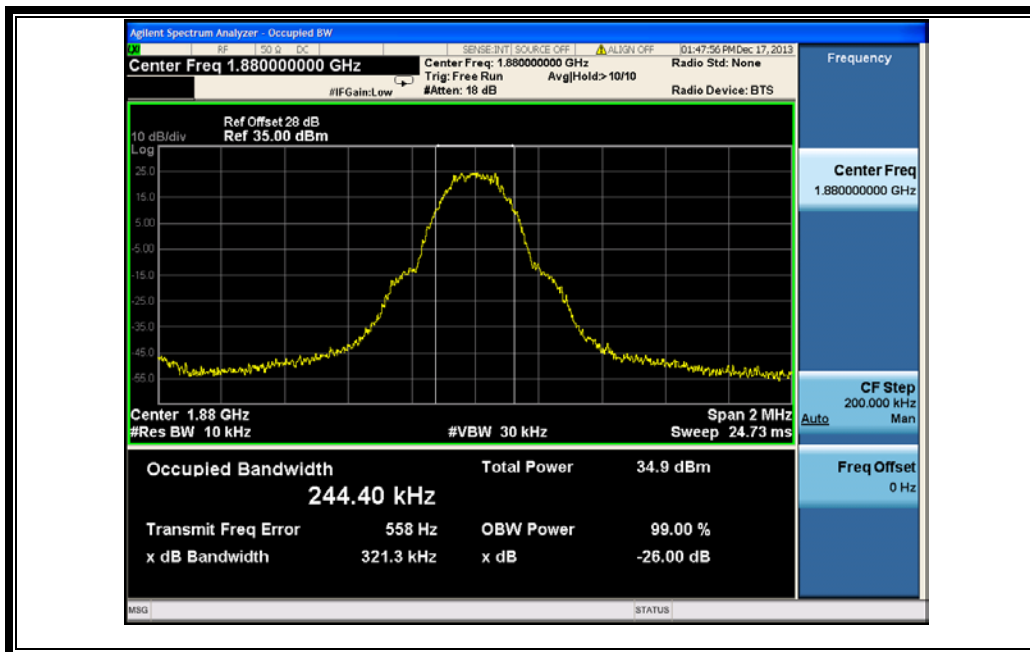 Agilent Spectrum Analyzer - Occupied BW
RF 50 Ω DC SENSE:INT SOURCE OFF ALIGN OFF 01:47:56 PM Dec 17, 2013
Center Freq 1.880000000 GHz
Center Freq: 1.880000000 GHz
Radio Std: None
Trig: Free Run Avg|Hold:> 10/10
#IFGain:Low
#Atten: 18 dB
Radio Device: BTS
Ref Offset 28 dB
10 dB/div Ref 35.00 dBm
Log
25.0
15.0
5.00
-5.00
-15.0
-25.0
-35.0
-45.0
-55.0
Center 1.88 GHz
Span 2 MHz
#Res BW 10 kHz
#VBW 30 kHz
Sweep 24.73 ms
Occupied Bandwidth
244.40 kHz
Total Power 34.9 dBm
Transmit Freq Error 558 Hz
OBW Power 99.00 %
x dB Bandwidth 321.3 kHz
x dB -26.00 dB
MSG
STATUS
Frequency
Center Freq
1.880000000 GHz
CF Step
200.000 kHz
Auto Man
Freq Offset
0 Hz